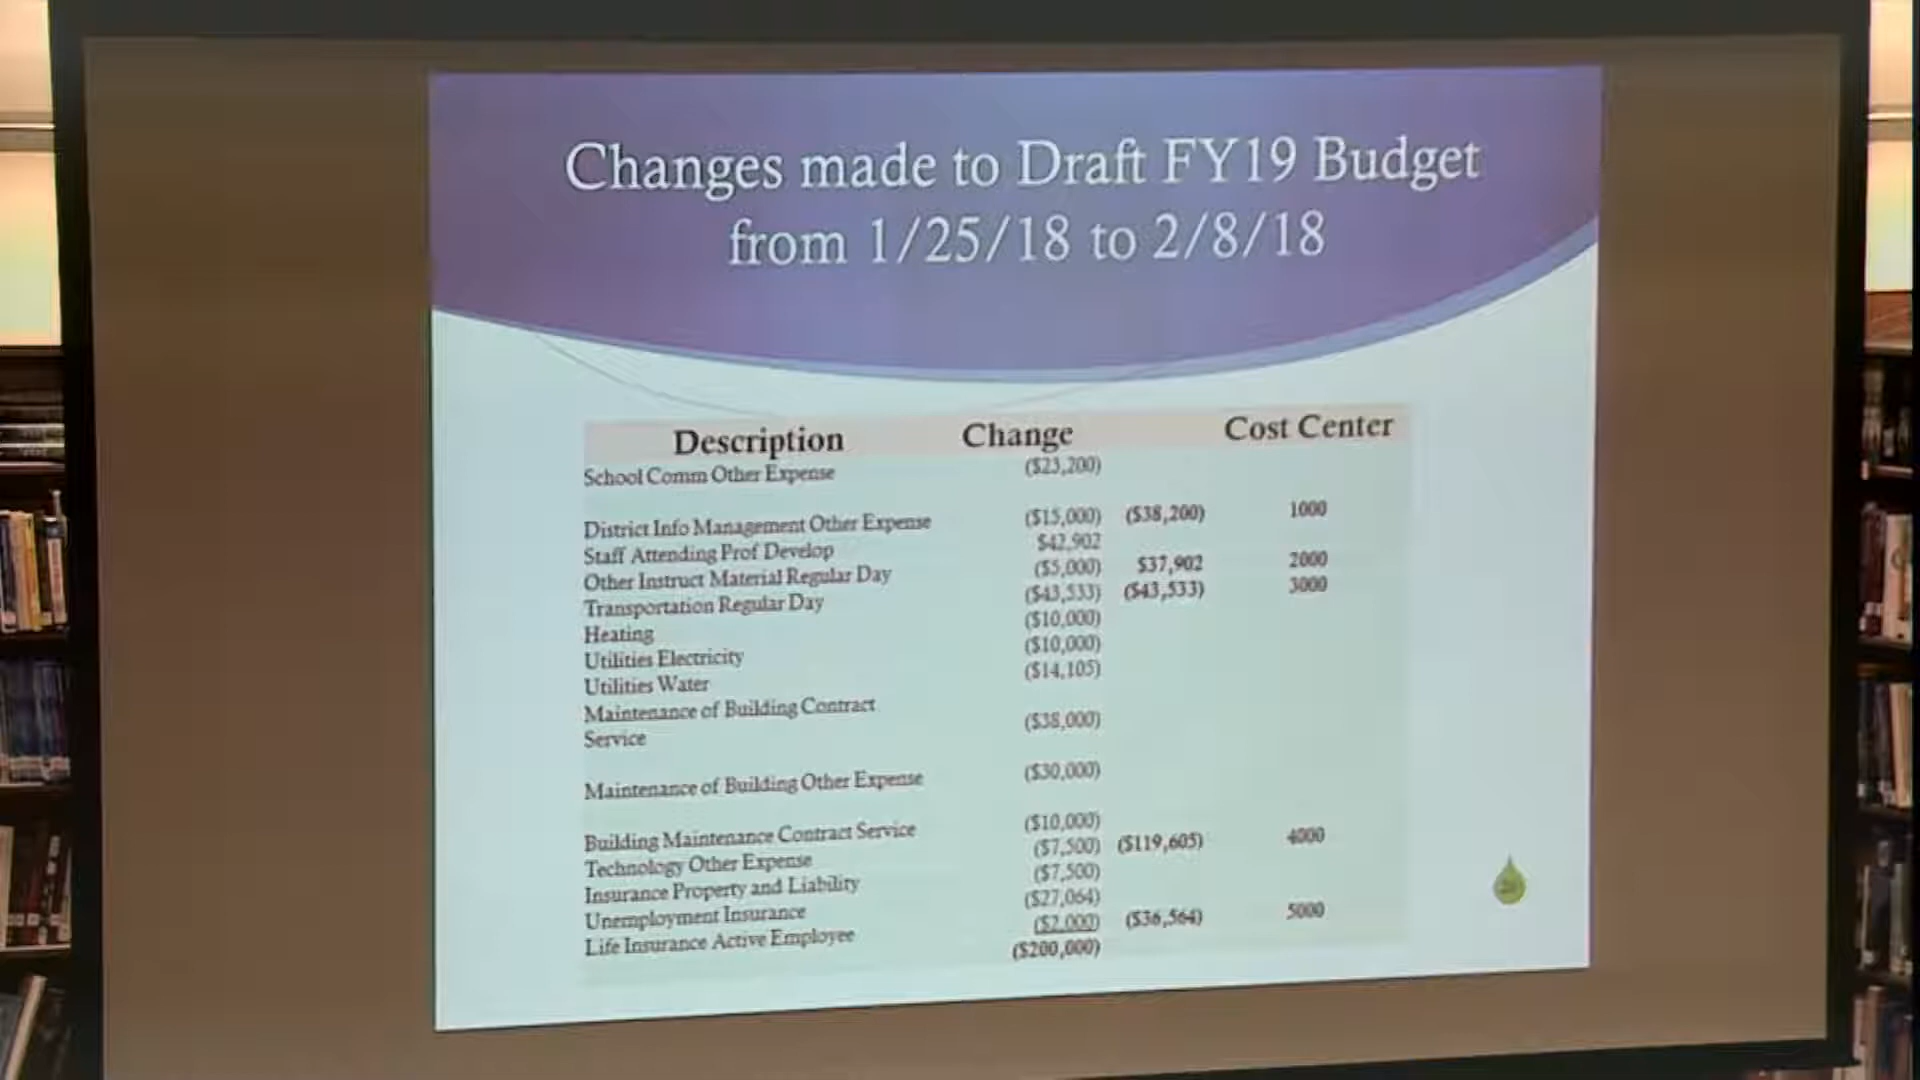 Changes made to Draft FY19 Budget
from 1/25/18 to 2/8/18
Description Change Cost Center
School Comm Other Expense ($23,200)
District Info Management Other Expense ($15,000) ($38,200) 1000
Staff Attending Prof Develop $42,902
Other Instruct Material Regular Day ($5,000) $37,902 2000
Transportation Regular Day ($43,533) ($43,533) 3000
Heating ($10,000)
Utilities Electricity ($10,000)
Utilities Water ($14,105)
Maintenance of Building Contract
Service ($38,000)
Maintenance of Building Other Expense ($30,000)
Building Maintenance Contract Service ($10,000)
Technology Other Expense ($7,500) ($119,605) 4000
Insurance Property and Liability ($7,500)
Unemployment Insurance ($27,064)
Life Insurance Active Employee ($2,000) ($36,564) 5000
($200,000)